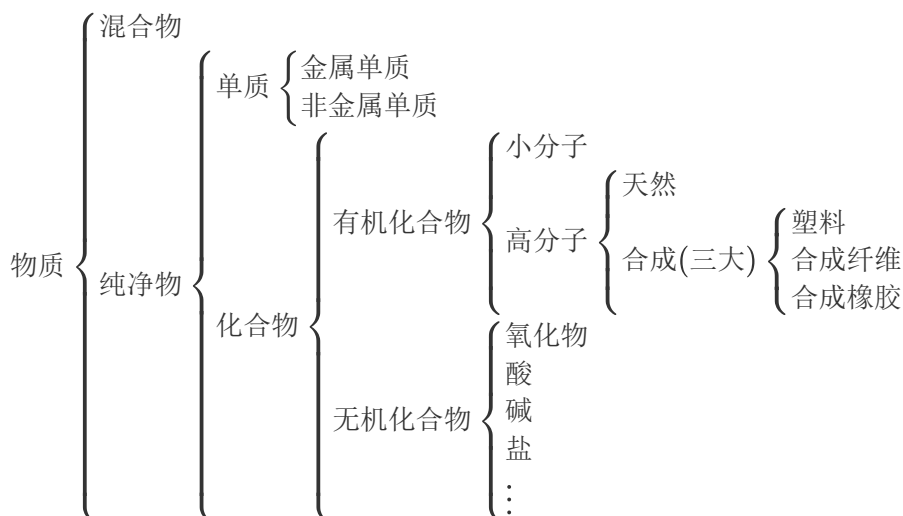 物质
混合物
纯净物
单质
金属单质
非金属单质
化合物
有机化合物
小分子
高分子
天然
合成(三大)
塑料
合成纤维
合成橡胶
无机化合物
氧化物
酸
碱
盐
⋮